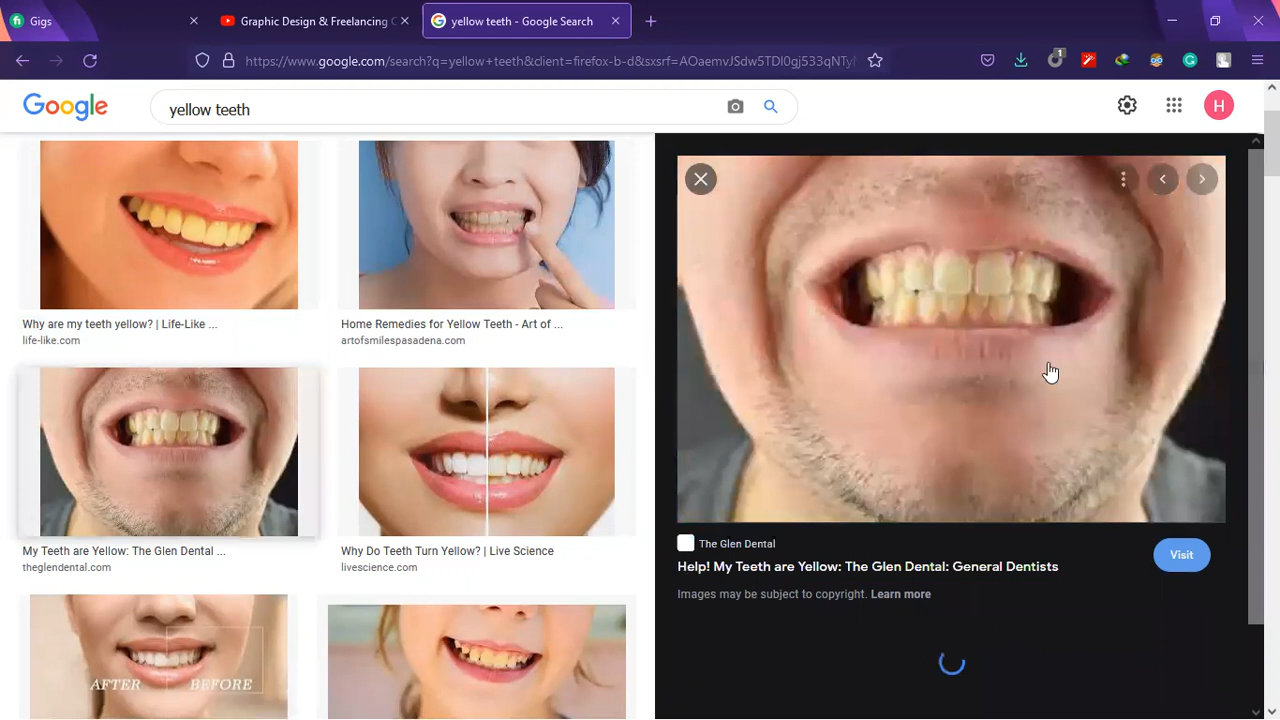 Gigs
Graphic Design & Freelancing
yellow teeth - Google Search
https://www.google.com/search?q=yellow+teeth&client=firefox-b-d&sxsrf=AOaemvJSdw5TDl0gj533qNTy
1
Google
yellow teeth
H
Why are my teeth yellow? | Life-Like ...
life-like.com
Home Remedies for Yellow Teeth - Art of ...
artofsmilespasadena.com
My Teeth are Yellow: The Glen Dental ...
theglendental.com
Why Do Teeth Turn Yellow? | Live Science
livescience.com
AFTER
BEFORE
The Glen Dental
Help! My Teeth are Yellow: The Glen Dental: General Dentists
Visit
Images may be subject to copyright. Learn more